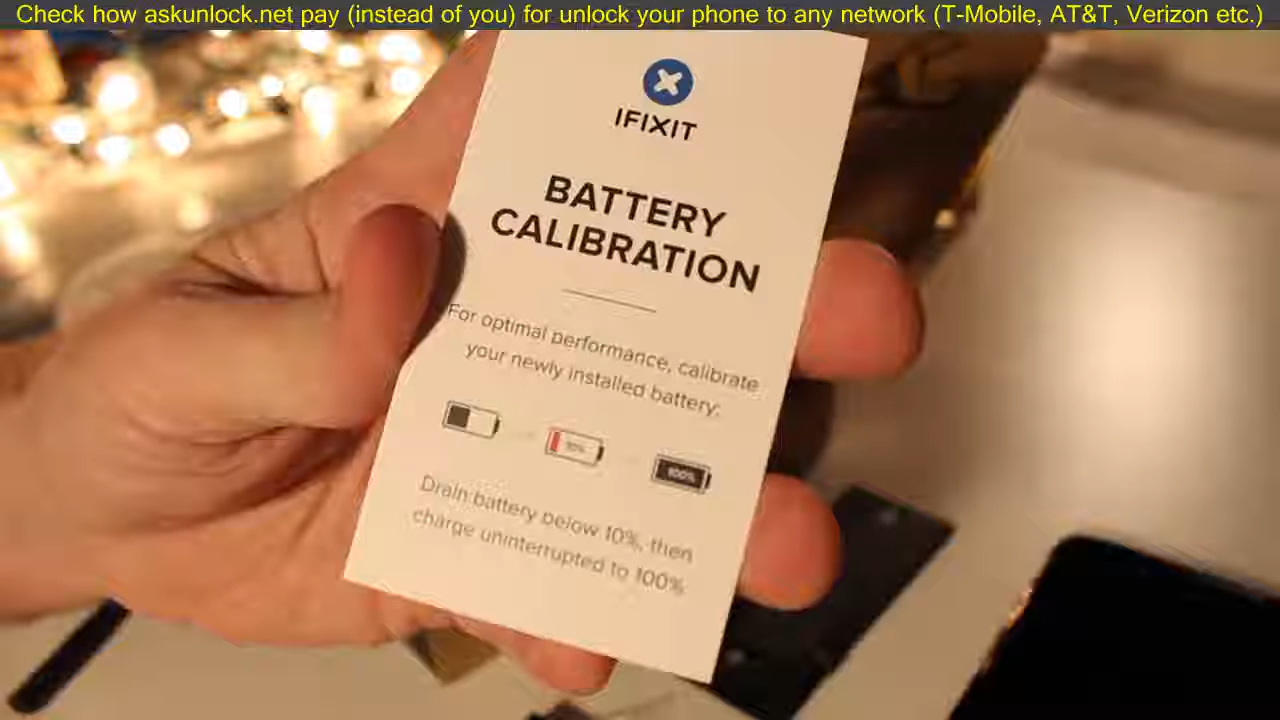 Check how askunlock.net pay (instead of you) for unlock your phone to any network (T-Mobile, AT&T, Verizon etc.)
IFIXIT
BATTERY
CALIBRATION
For optimal performance, calibrate
your newly installed battery:
10%
100%
Drain battery below 10%, then
charge uninterrupted to 100%